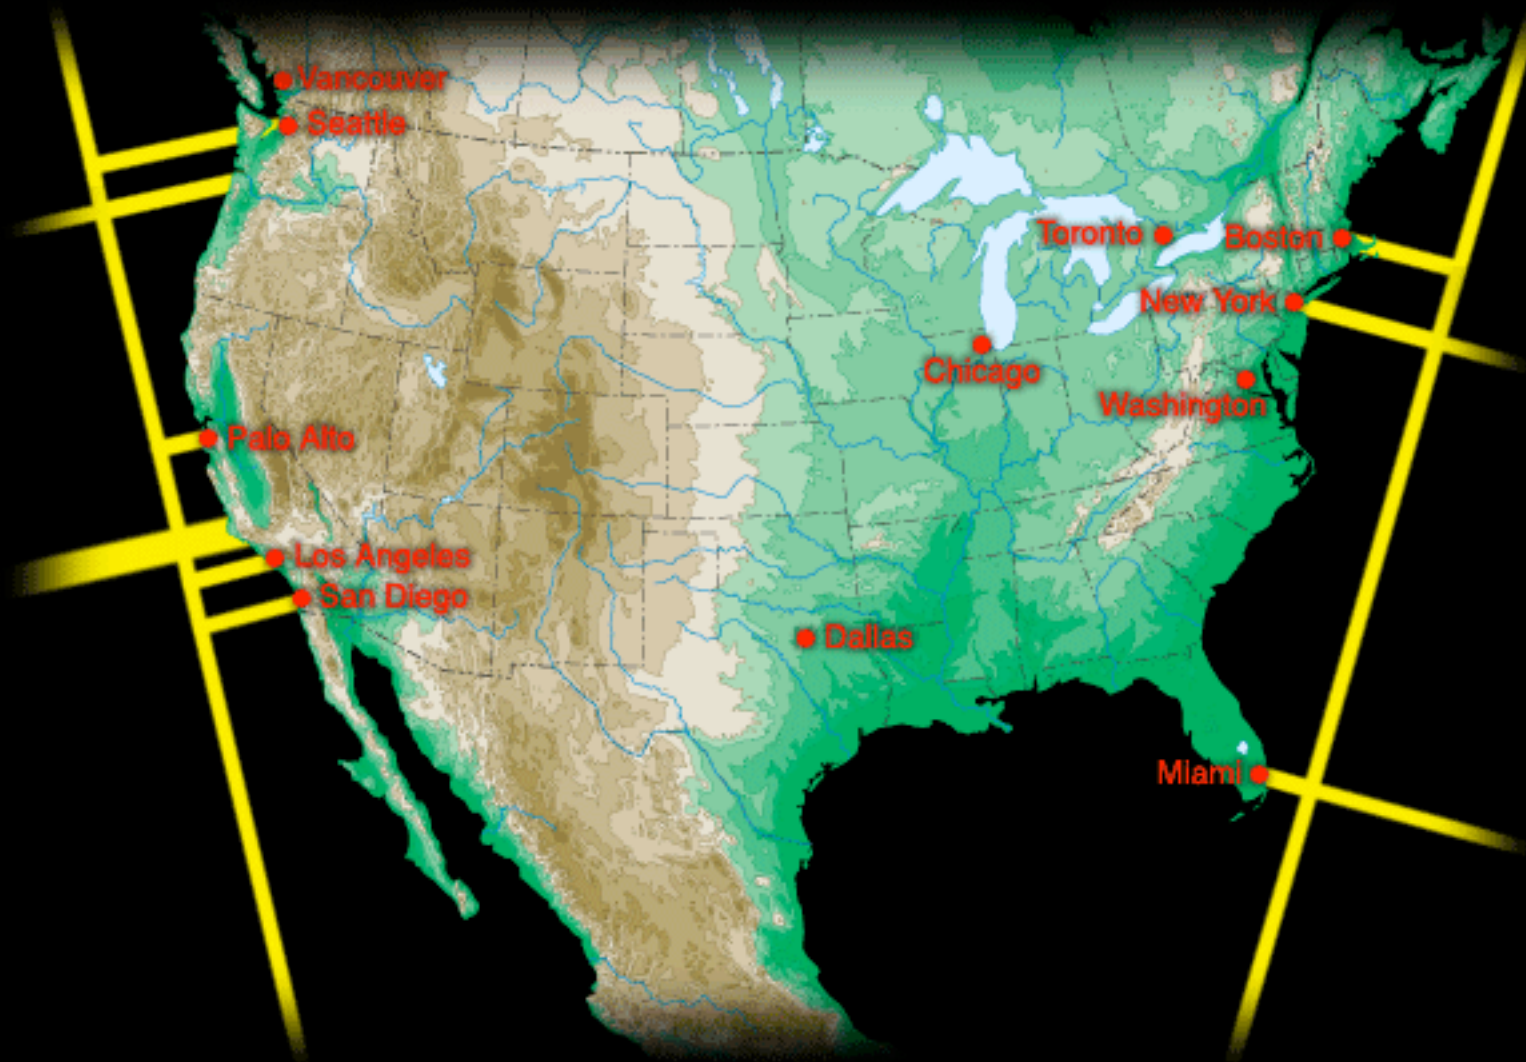 Vancouver
Seattle
Toronto
Boston
New York
Chicago
Washington
Palo Alto
Los Angeles
San Diego
Dallas
Miami